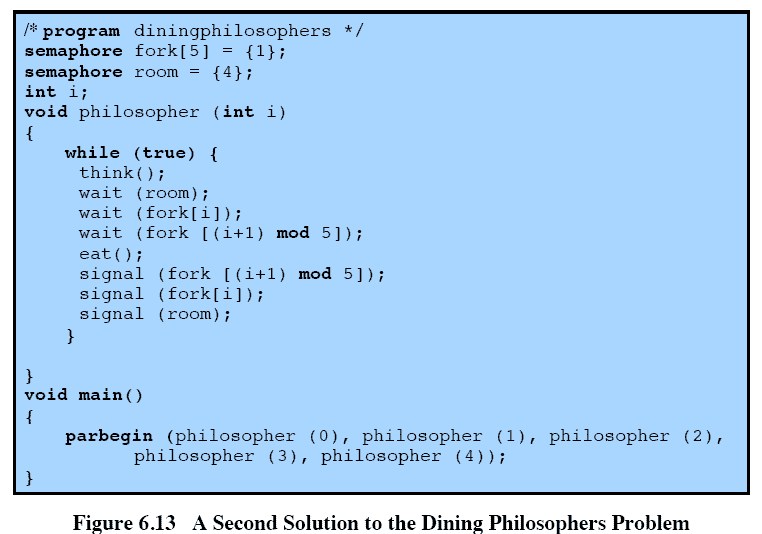 /* program diningphilosophers */
semaphore fork[5] = {1};
semaphore room = {4};
int i;
void philosopher (int i)
{
while (true) {
think();
wait (room);
wait (fork[i]);
wait (fork [(i+1) mod 5]);
eat();
signal (fork [(i+1) mod 5]);
signal (fork[i]);
signal (room);
}
}
void main()
{
parbegin (philosopher (0), philosopher (1), philosopher (2),
philosopher (3), philosopher (4));
}
Figure 6.13 A Second Solution to the Dining Philosophers Problem